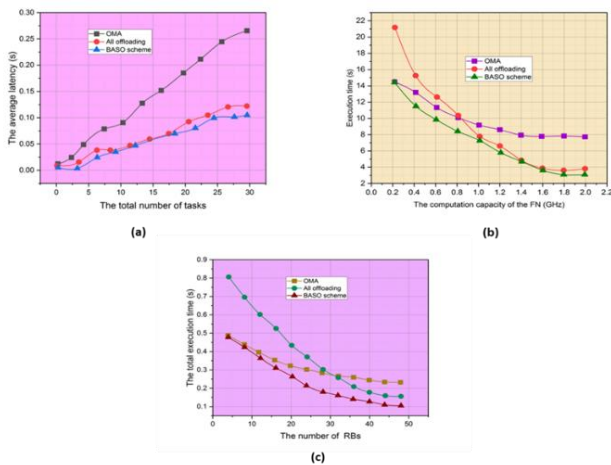 0.30
0.25
0.20
0.15
0.10
0.05
0.00
The average latency (s)
OMA
All offloading
BASO scheme
0 5 10 15 20 25 30
The total number of tasks
(a)
22
20
18
16
14
12
10
8
6
4
2
Execution time (s)
OMA
All offloading
BASO scheme
0.0 0.2 0.4 0.6 0.8 1.0 1.2 1.4 1.6 1.8 2.0 2.2
The computation capacity of the FN (GHz)
(b)
0.9
0.8
0.7
0.6
0.5
0.4
0.3
0.2
0.1
The total execution time (s)
OMA
All offloading
BASO scheme
0 10 20 30 40 50
The number of RBs
(c)